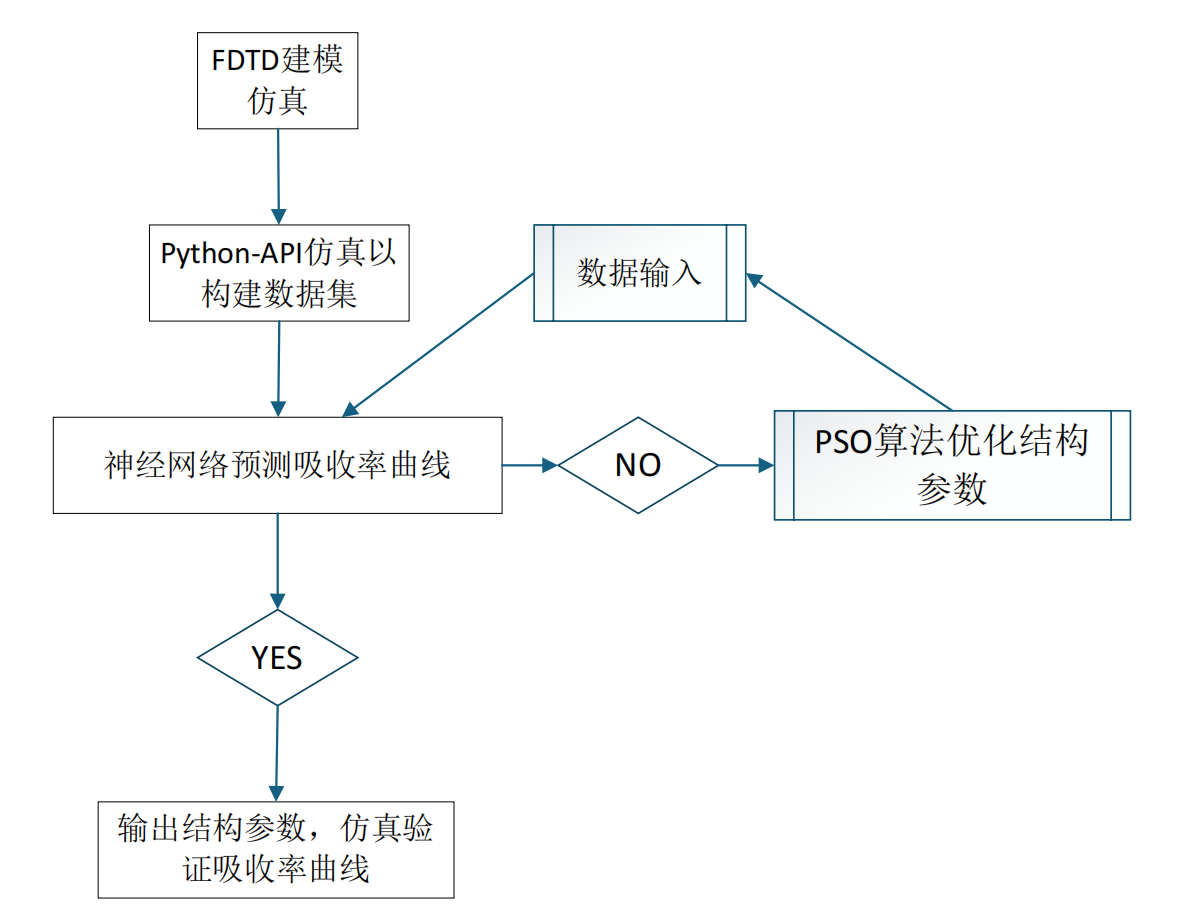 FDTD建模
仿真
Python-API仿真以
构建数据集
数据输入
神经网络预测吸收率曲线
NO
PSO算法优化结构
参数
YES
输出结构参数，仿真验
证吸收率曲线